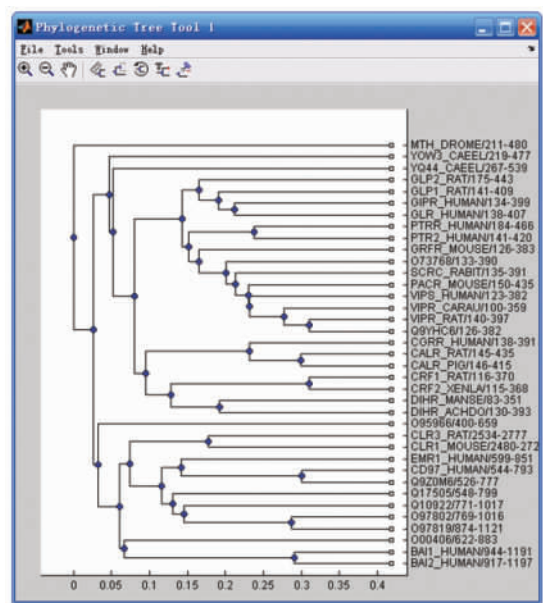 Phylogenetic Tree Tool 1
File Tools Window Help
MTH_DROME/211-480
YOW3_CAEEL/219-477
YQ44_CAEEL/267-539
GLP2_RAT/175-443
GLP1_RAT/141-409
GIPR_HUMAN/134-399
GLR_HUMAN/138-407
PTRR_HUMAN/184-466
PTR2_HUMAN/141-420
GRFR_MOUSE/126-383
O73768/133-390
SCRC_RABIT/135-391
PACR_MOUSE/150-435
VIPS_HUMAN/123-382
VIPR_CARAU/100-359
VIPR_RAT/140-397
Q9YHC6/126-382
CGRR_HUMAN/138-391
CALR_RAT/145-435
CALR_PIG/146-415
CRF1_RAT/116-370
CRF2_XENLA/115-368
DIHR_MANSE/83-351
DIHR_ACHDO/130-393
O95966/400-659
CLR3_RAT/2534-2777
CLR1_MOUSE/2480-272
EMR1_HUMAN/599-851
CD97_HUMAN/544-793
Q9Z0M6/526-777
Q17505/548-799
Q10922/771-1017
O97802/769-1016
O97819/874-1121
O00406/622-883
BAI1_HUMAN/944-1191
BAI2_HUMAN/917-1197
0 0.05 0.1 0.15 0.2 0.25 0.3 0.35 0.4